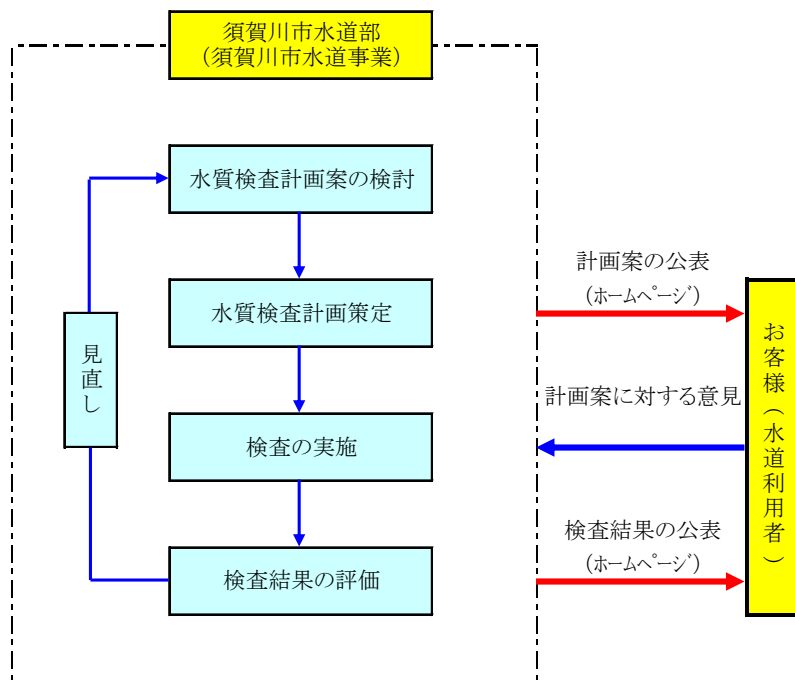 須賀川市水道部
（須賀川市水道事業）
水質検査計画案の検討
水質検査計画策定
検査の実施
検査結果の評価
見直し
計画案の公表
（ﾎｰﾑﾍﾟｰｼﾞ）
計画案に対する意見
検査結果の公表
（ﾎｰﾑﾍﾟｰｼﾞ）
お客様（水道利用者）